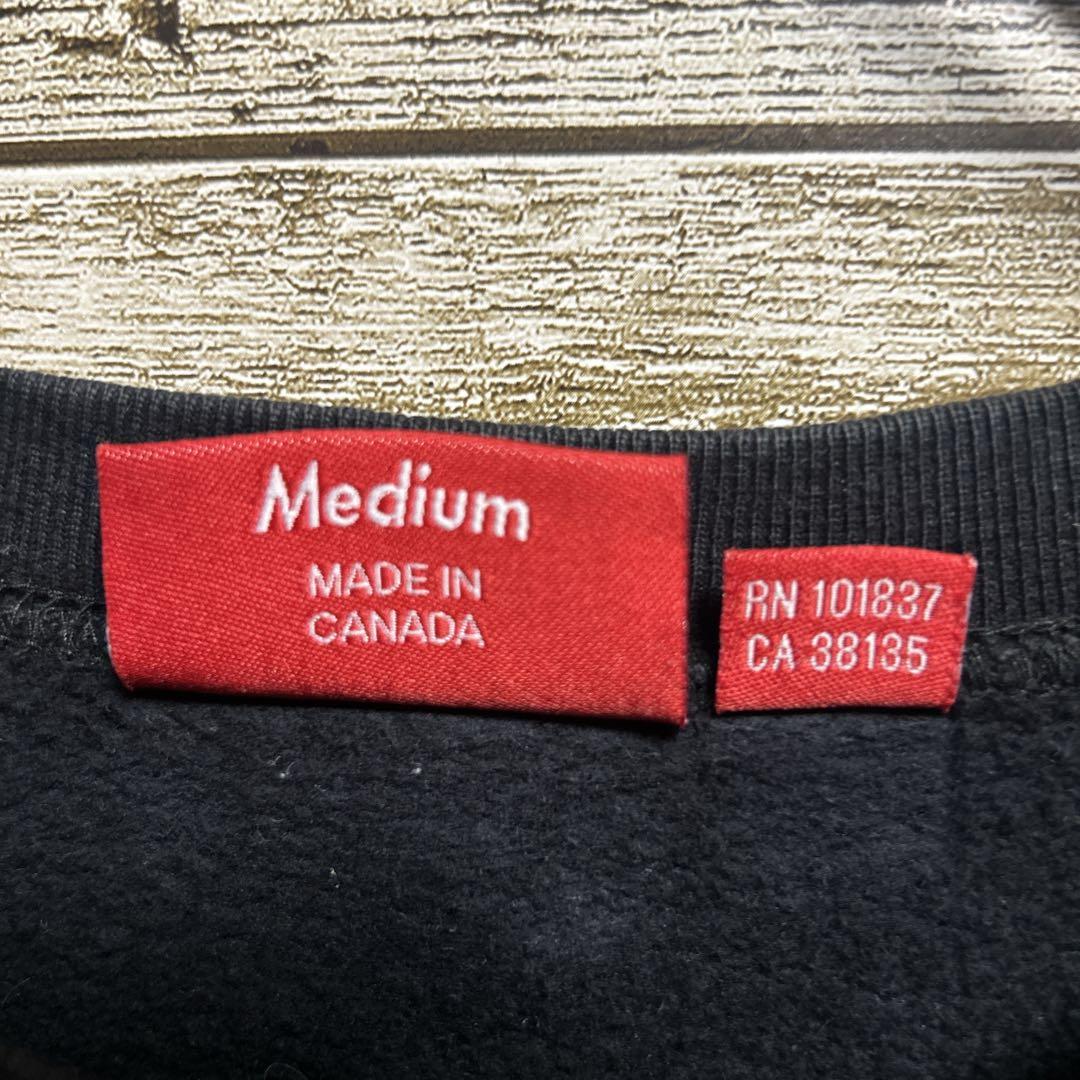 Medium
MADE IN
CANADA
RN 101837
CA 38135